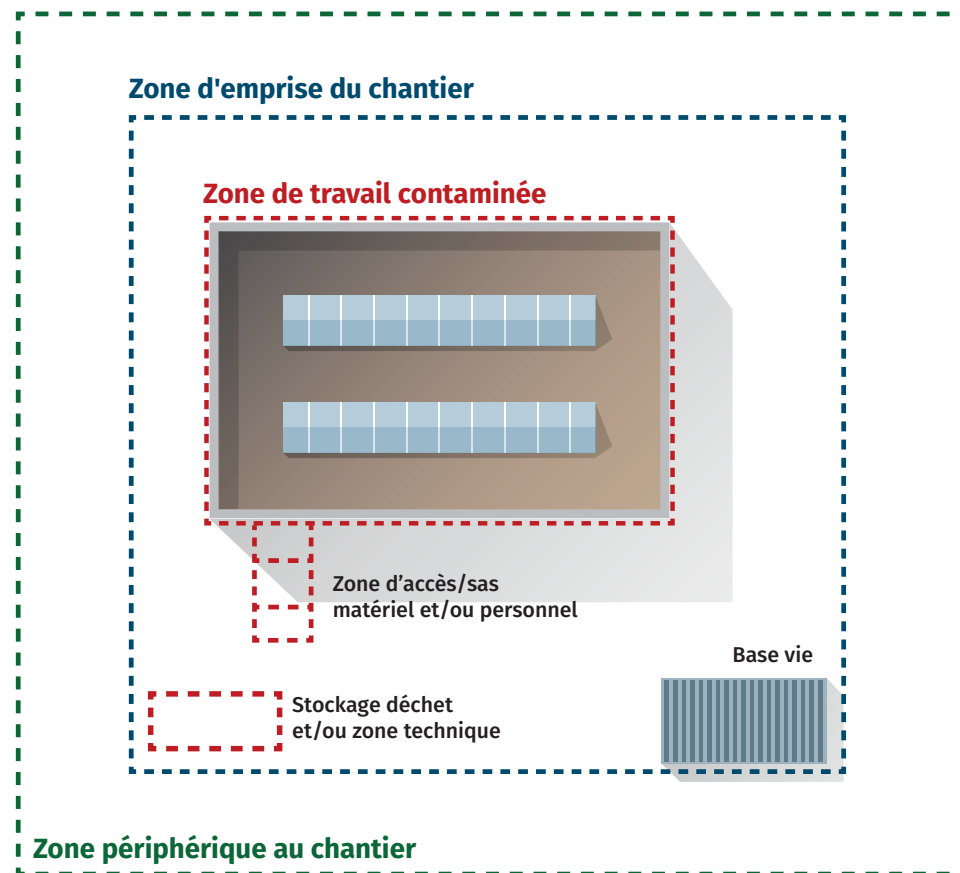 Zone d'emprise du chantier
Zone de travail contaminée
Zone d’accès/sas
matériel et/ou personnel
Base vie
Stockage déchet
et/ou zone technique
Zone périphérique au chantier